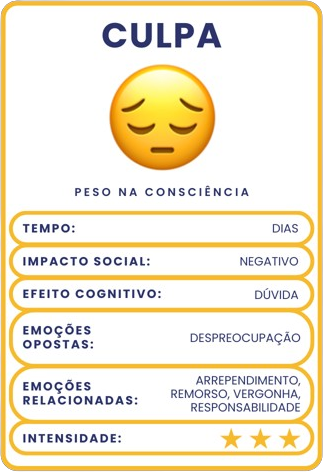 CULPA
PESO NA CONSCIÊNCIA
TEMPO: DIAS
IMPACTO SOCIAL: NEGATIVO
EFEITO COGNITIVO: DÚVIDA
EMOÇÕES
OPOSTAS:
DESPREOCUPAÇÃO
EMOÇÕES
RELACIONADAS:
ARREPENDIMENTO,
REMORSO, VERGONHA,
RESPONSABILIDADE
INTENSIDADE: ★ ★ ★